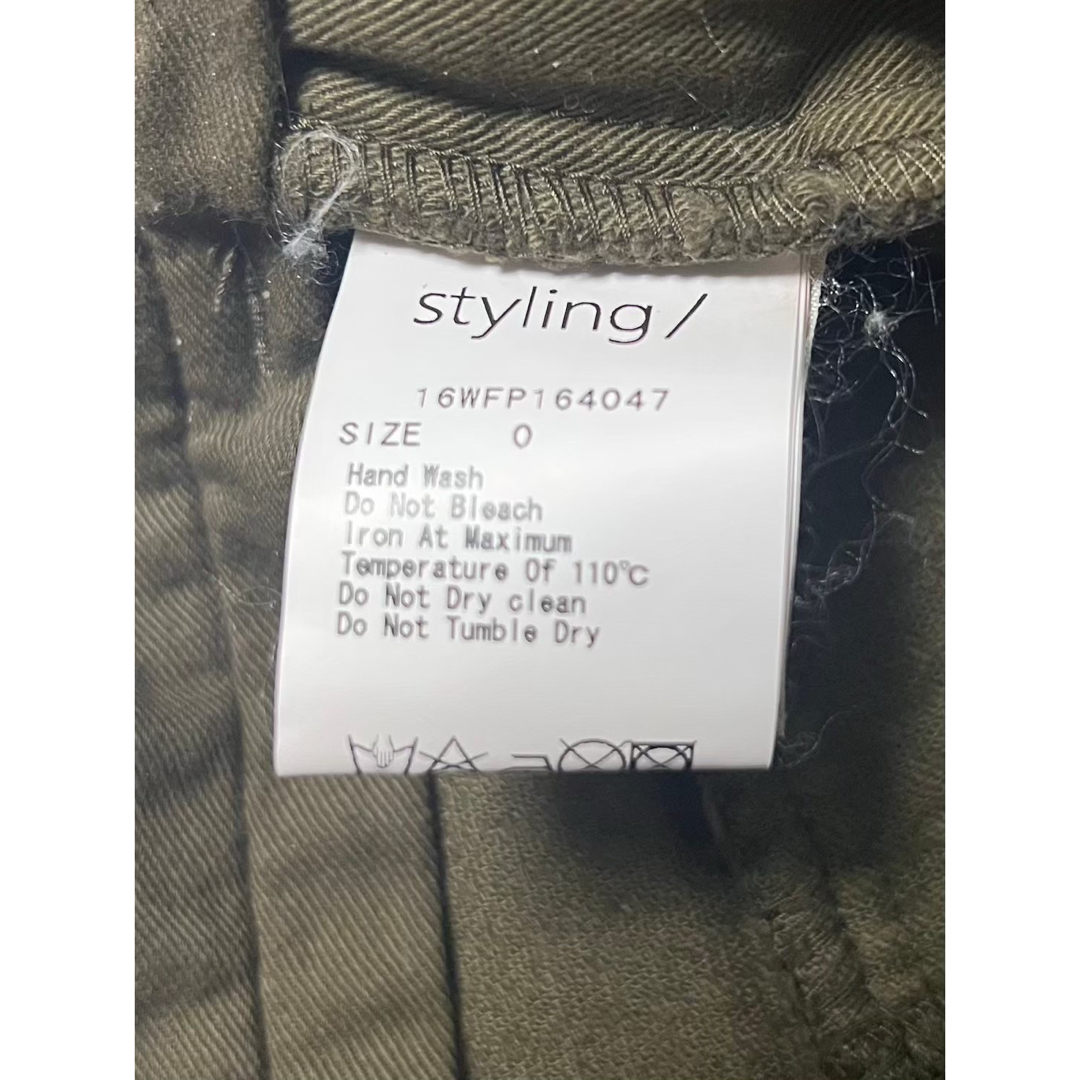 styling/
16WFP164047
SIZE 0
Hand Wash
Do Not Bleach
Iron At Maximum
Temperature Of 110℃
Do Not Dry clean
Do Not Tumble Dry